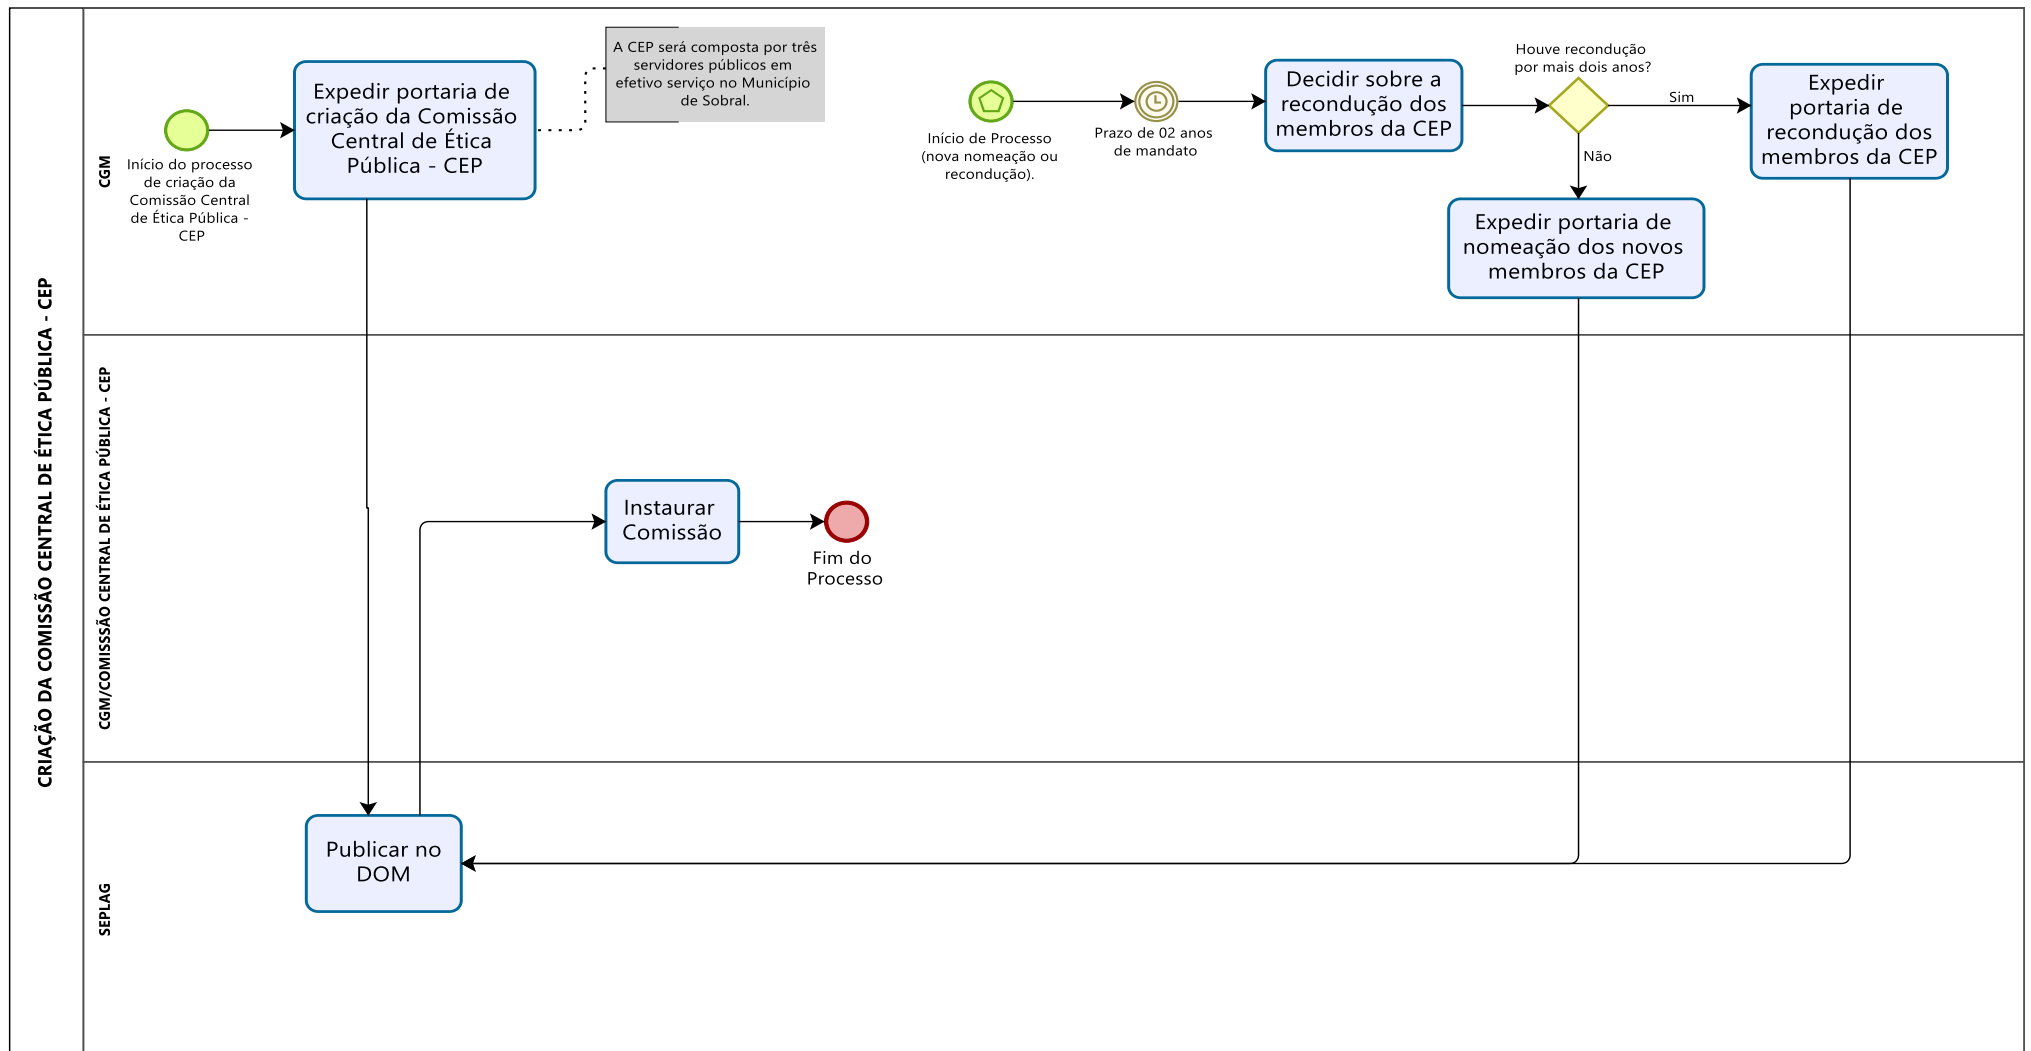 CRIAÇÃO DA COMISSÃO CENTRAL DE ÉTICA PÚBLICA - CEP
CGM
Início do processo
de criação da
Comissão Central
de Ética Pública -
CEP
Expedir portaria de
criação da Comissão
Central de Ética
Pública - CEP
A CEP será composta por três
servidores públicos em
efetivo serviço no Município
de Sobral.
Início de Processo
(nova nomeação ou
recondução).
Prazo de 02 anos
de mandato
Decidir sobre a
recondução dos
membros da CEP
Houve recondução
por mais dois anos?
Sim
Não
Expedir
portaria de
recondução dos
membros da CEP
Expedir portaria de
nomeação dos novos
membros da CEP
CGM/COMISSSÃO CENTRAL DE ÉTICA PÚBLICA - CEP
Instaurar
Comissão
Fim do
Processo
SEPLAG
Publicar no
DOM